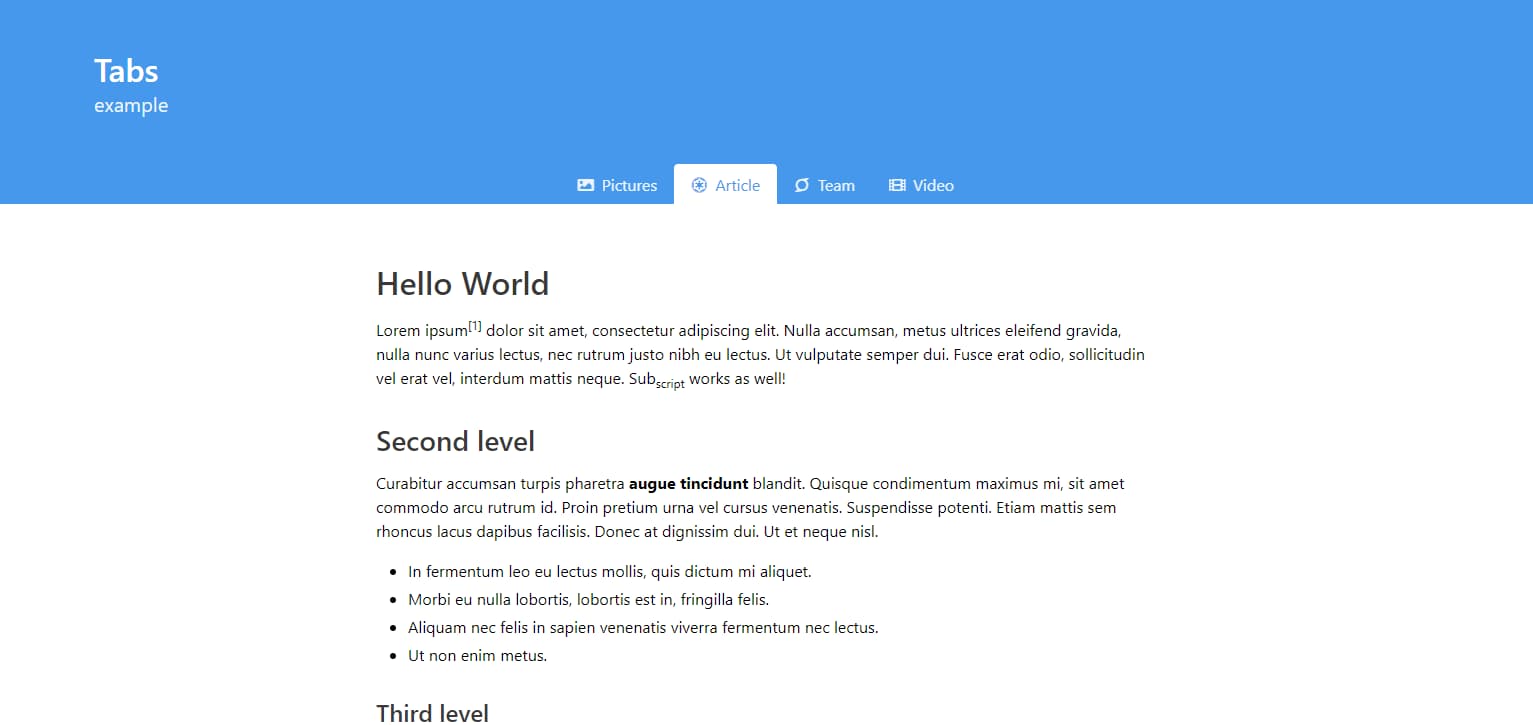 Tabs
example
Pictures Article Team Video
Hello World
Lorem ipsum[1] dolor sit amet, consectetur adipiscing elit. Nulla accumsan, metus ultrices eleifend gravida,
nulla nunc varius lectus, nec rutrum justo nibh eu lectus. Ut vulputate semper dui. Fusce erat odio, sollicitudin
vel erat vel, interdum mattis neque. Subscript works as well!
Second level
Curabitur accumsan turpis pharetra augue tincidunt blandit. Quisque condimentum maximus mi, sit amet
commodo arcu rutrum id. Proin pretium urna vel cursus venenatis. Suspendisse potenti. Etiam mattis sem
rhoncus lacus dapibus facilisis. Donec at dignissim dui. Ut et neque nisl.
• In fermentum leo eu lectus mollis, quis dictum mi aliquet.
• Morbi eu nulla lobortis, lobortis est in, fringilla felis.
• Aliquam nec felis in sapien venenatis viverra fermentum nec lectus.
• Ut non enim metus.
Third level